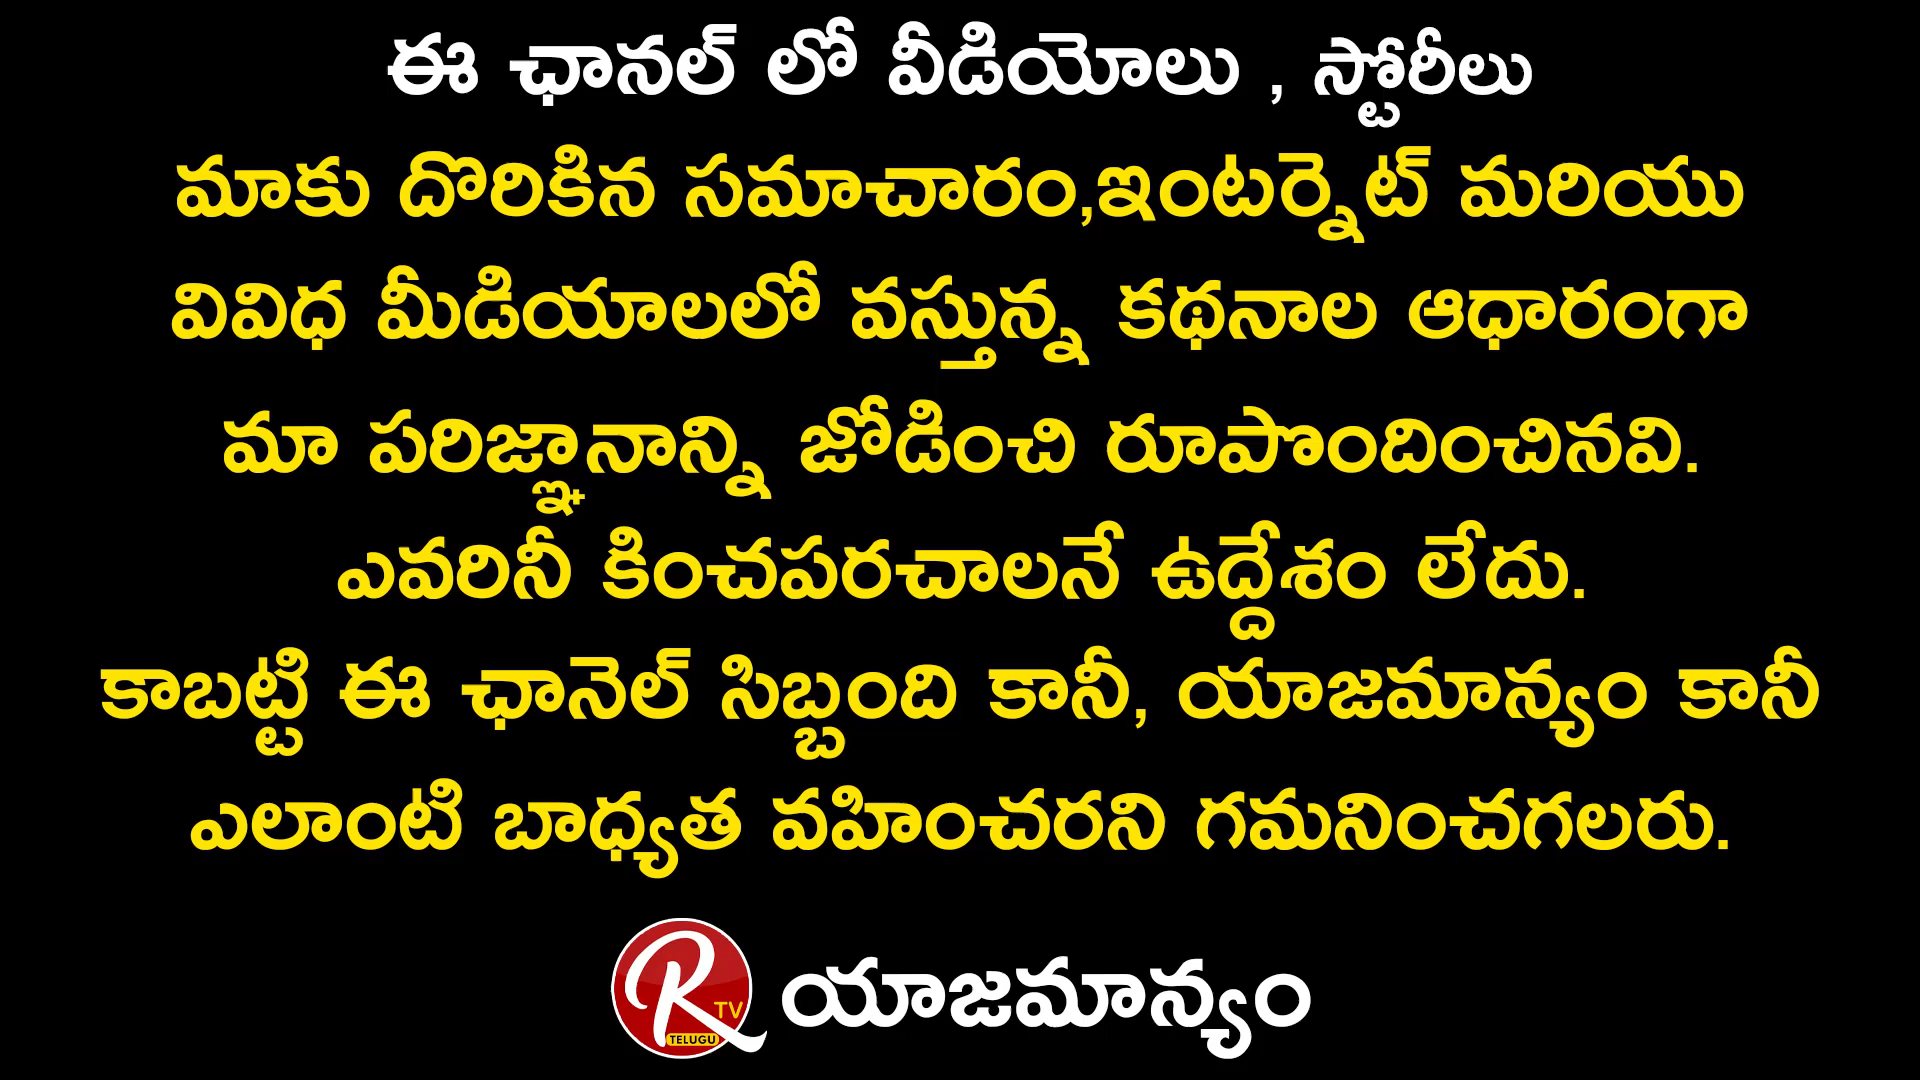 ఈ ఛానల్ లో వీడియోలు , స్టోరీలు
మాకు దొరికిన సమాచారం,ఇంటర్నెట్ మరియు
వివిధ మీడియాలలో వస్తున్న కథనాల ఆధారంగా
మా పరిజ్ఞానాన్ని జోడించి రూపొందించినవి.
ఎవరినీ కించపరచాలనే ఉద్దేశం లేదు.
కాబట్టి ఈ ఛానెల్ సిబ్బంది కానీ, యాజమాన్యం కానీ
ఎలాంటి బాధ్యత వహించరని గమనించగలరు.
R TV TELUGU యాజమాన్యం